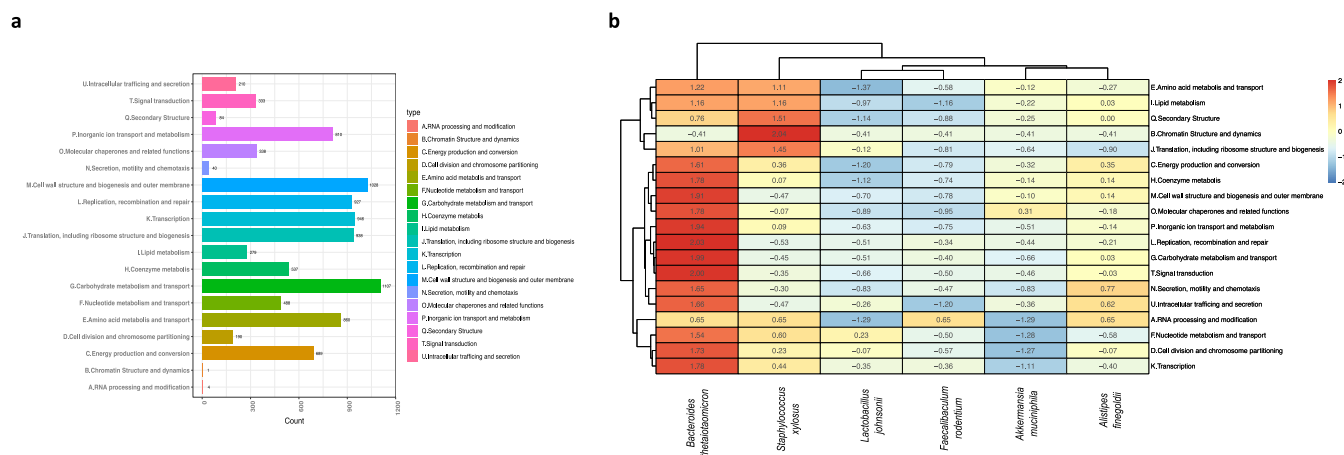 a
U.Intracellular trafficing and secretion
T.Signal transduction
Q.Secondary Structure
P.Inorganic ion transport and metabolism
O.Molecular chaperones and related functions
N.Secretion, motility and chemotaxis
M.Cell wall structure and biogenesis and outer membrane
L.Replication, recombination and repair
K.Transcription
J.Translation, including ribosome structure and biogenesis
I.Lipid metabolism
H.Coenzyme metabolis
G.Carbohydrate metabolism and transport
F.Nucleotide metabolism and transport
E.Amino acid metabolis and transport
D.Cell division and chromosome partitioning
C.Energy production and conversion
B.Chromatin Structure and dynamics
A.RNA processing and modification
1107
1
4
0
300
600
900
1200
Count
type
A.RNA processing and modification
B.Chromatin Structure and dynamics
C.Energy production and conversion
D.Cell division and chromosome partitioning
E.Amino acid metabolis and transport
F.Nucleotide metabolism and transport
G.Carbohydrate metabolism and transport
H.Coenzyme metabolis
I.Lipid metabolism
J.Translation, including ribosome structure and biogenesis
K.Transcription
L.Replication, recombination and repair
M.Cell wall structure and biogenesis and outer membrane
N.Secretion, motility and chemotaxis
O.Molecular chaperones and related functions
P.Inorganic ion transport and metabolism
Q.Secondary Structure
T.Signal transduction
U.Intracellular trafficing and secretion
b
1.22 1.11 −1.37 −0.58 −0.12 −0.27 E.Amino acid metabolis and transport
1.16 1.16 −0.97 −1.16 −0.22 0.03 I.Lipid metabolism
0.76 1.51 −1.14 −0.88 −0.25 0.00 Q.Secondary Structure
−0.41 2.04 −0.41 −0.41 −0.41 −0.41 B.Chromatin Structure and dynamics
1.01 1.45 −0.12 −0.81 −0.64 −0.90 J.Translation, including ribosome structure and biogenesis
1.61 0.36 −1.20 −0.79 −0.32 0.35 C.Energy production and conversion
1.78 0.07 −1.12 −0.74 −0.14 0.14 H.Coenzyme metabolis
1.91 −0.47 −0.70 −0.78 −0.10 0.14 M.Cell wall structure and biogenesis and outer membrane
1.78 −0.07 −0.89 −0.95 0.31 −0.18 O.Molecular chaperones and related functions
1.94 0.09 −0.63 −0.75 −0.51 −0.14 P.Inorganic ion transport and metabolism
2.03 −0.53 −0.51 −0.34 −0.44 −0.21 L.Replication, recombination and repair
1.99 −0.45 −0.51 −0.40 −0.66 0.03 G.Carbohydrate metabolism and transport
2.00 −0.35 −0.66 −0.50 −0.46 −0.03 T.Signal transduction
1.65 −0.30 −0.83 −0.47 −0.83 0.77 N.Secretion, motility and chemotaxis
1.66 −0.47 −0.26 −1.20 −0.36 0.62 U.Intracellular trafficing and secretion
0.65 0.65 −1.29 0.65 −1.29 0.65 A.RNA processing and modification
1.54 0.60 0.23 −0.50 −1.28 −0.58 F.Nucleotide metabolism and transport
1.73 0.23 −0.07 −0.57 −1.27 −0.07 D.Cell division and chromosome partitioning
1.78 0.44 −0.35 −0.36 −1.11 −0.40 K.Transcription
Bacteroides
thetaiotaomicron
Staphylococcus
xylosus
Lactobacillus
johnsonii
Faecalibaculum
rodentium
Akkermansia
muciniphila
Alistipes
finegoldii
2
1
0